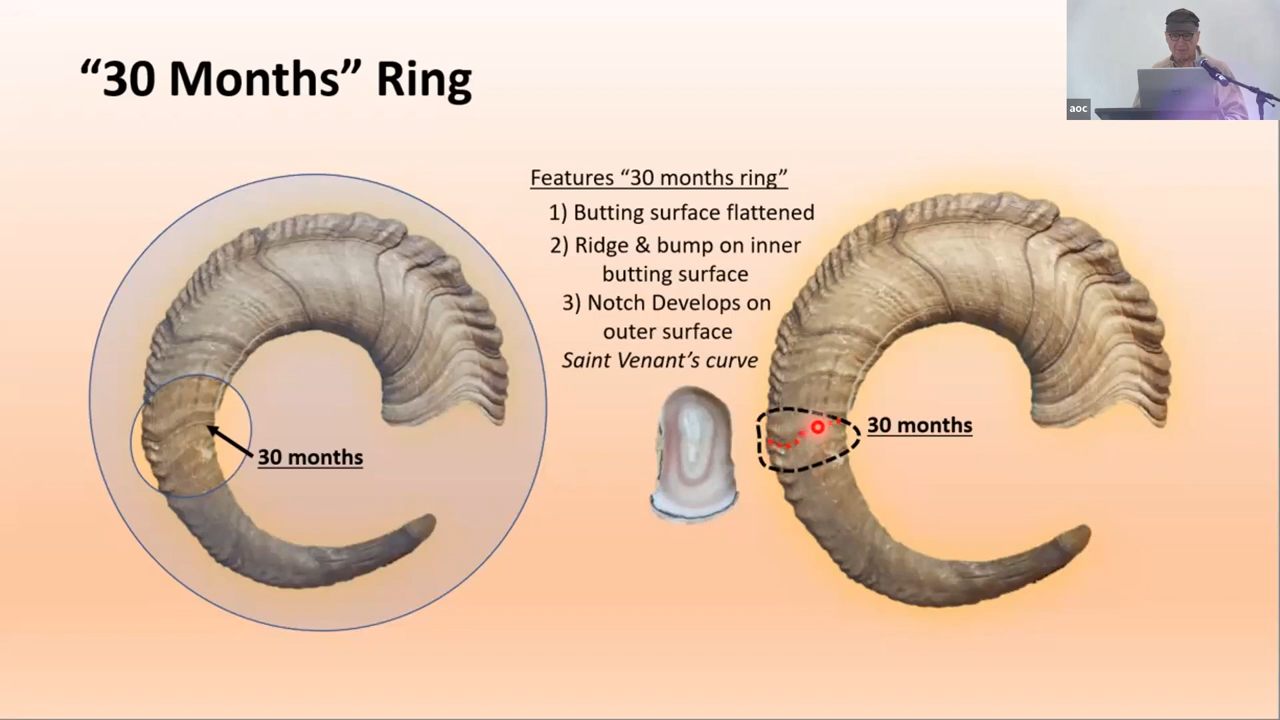 “30 Months” Ring
aoc
Features “30 months ring”
1) Butting surface flattened
2) Ridge & bump on inner
butting surface
3) Notch Develops on
outer surface
Saint Venant’s curve
30 months
30 months